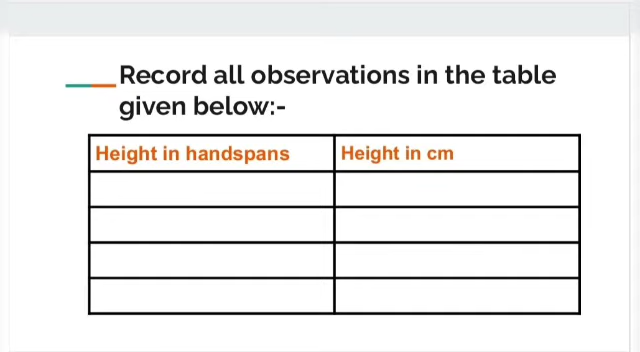 Record all observations in the table
given below:-
Height in handspans Height in cm